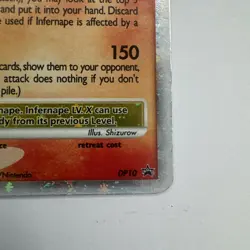 and put it into your hand. Discard
used if Infernape is affected by a
150
cards, show them to your opponent,
attack does nothing if you don't
pile.)
nape. Infernape LV.X can use
dy from its previous Level.
Illus. Shizurow
ce retreat cost
/Nintendo. DP10